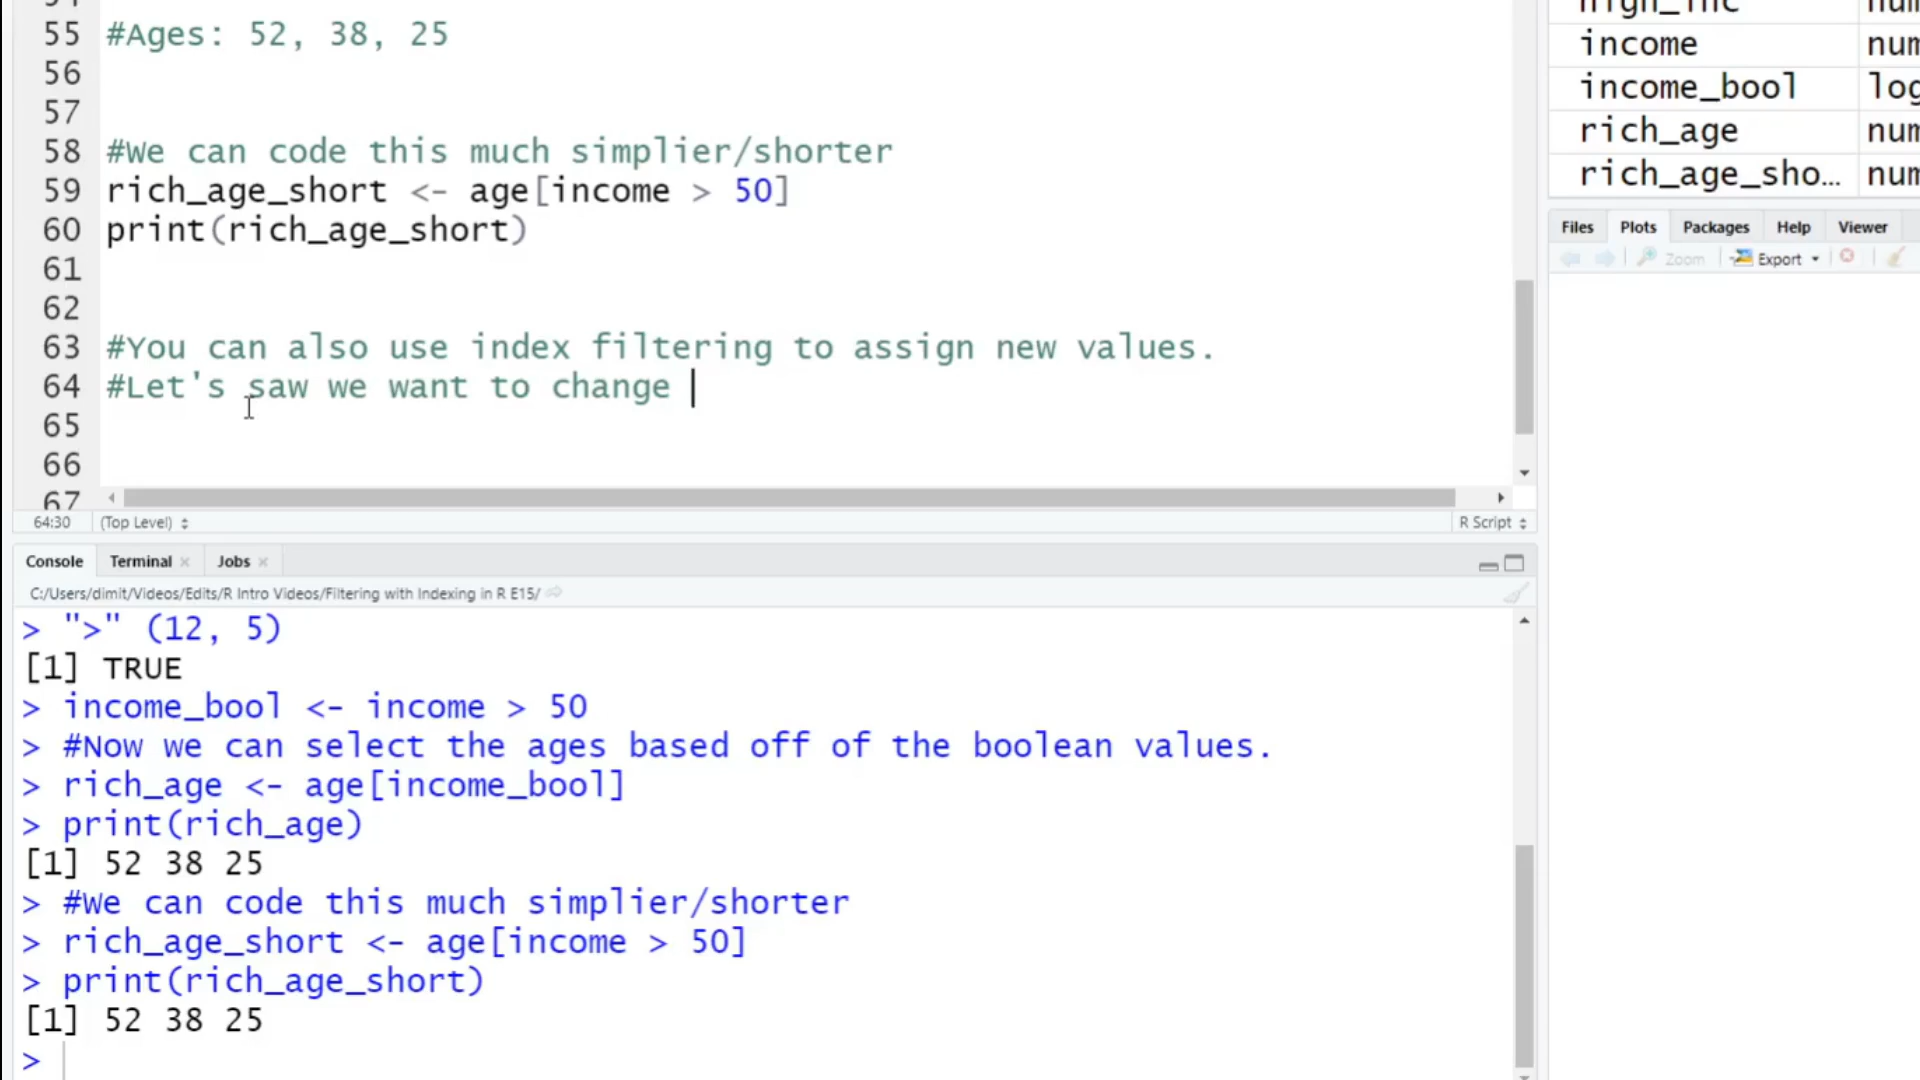 55 #Ages: 52, 38, 25
56
57
58 #We can code this much simplier/shorter
59 rich_age_short <- age[income > 50]
60 print(rich_age_short)
61
62
63 #You can also use index filtering to assign new values.
64 #Let's saw we want to change
65
66
67
64:30 (Top Level) R Script
Console Terminal Jobs
C:/Users/dimit/Videos/Edits/R Intro Videos/Filtering with Indexing in R E15/
> ">" (12, 5)
[1] TRUE
> income_bool <- income > 50
> #Now we can select the ages based off of the boolean values.
> rich_age <- age[income_bool]
> print(rich_age)
[1] 52 38 25
> #We can code this much simplier/shorter
> rich_age_short <- age[income > 50]
> print(rich_age_short)
[1] 52 38 25
>
high_inc num
income num
income_bool log
rich_age num
rich_age_sho... num
Files Plots Packages Help Viewer
Zoom Export